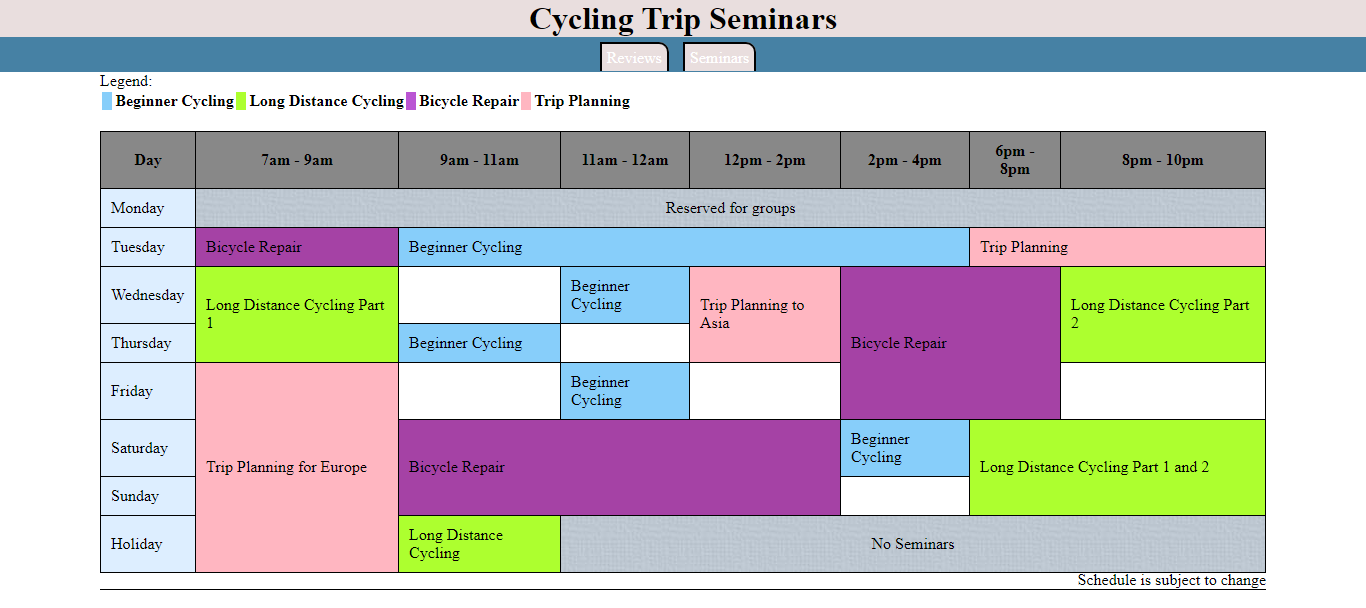 Cycling Trip Seminars
Reviews Seminars
Legend:
Beginner Cycling Long Distance Cycling Bicycle Repair Trip Planning
Day 7am - 9am 9am - 11am 11am - 12am 12pm - 2pm 2pm - 4pm 6pm - 8pm 8pm - 10pm
Monday Reserved for groups
Tuesday Bicycle Repair Beginner Cycling Trip Planning
Wednesday Long Distance Cycling Part 1 Beginner Cycling Trip Planning to Asia Bicycle Repair Long Distance Cycling Part 2
Thursday Beginner Cycling
Friday Trip Planning for Europe Beginner Cycling
Saturday Bicycle Repair Beginner Cycling Long Distance Cycling Part 1 and 2
Sunday
Holiday Long Distance Cycling No Seminars
Schedule is subject to change